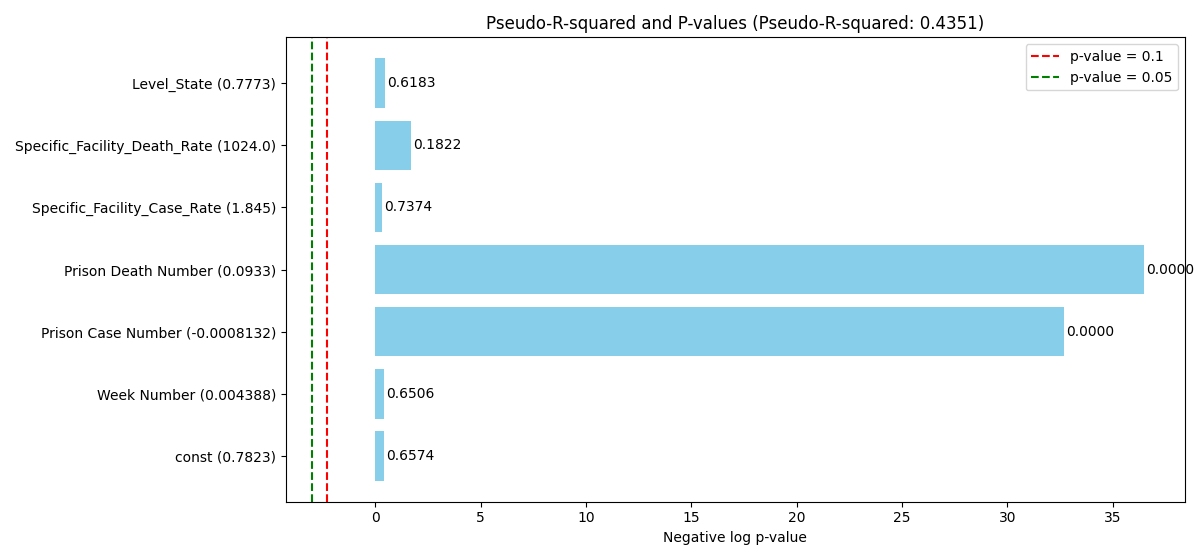 Pseudo-R-squared and P-values (Pseudo-R-squared: 0.4351)
p-value = 0.1
p-value = 0.05
Level_State (0.7773)
0.6183
Specific_Facility_Death_Rate (1024.0)
0.1822
Specific_Facility_Case_Rate (1.845)
0.7374
Prison Death Number (0.0933)
0.0000
Prison Case Number (-0.0008132)
0.0000
Week Number (0.004388)
0.6506
const (0.7823)
0.6574
0 5 10 15 20 25 30 35
Negative log p-value